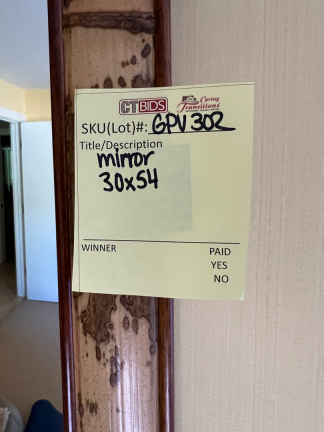 CTBIDS Caring Transitions
SKU(Lot)#: GPV 302
Title/Description
mirror
30x54
WINNER PAID
YES
NO